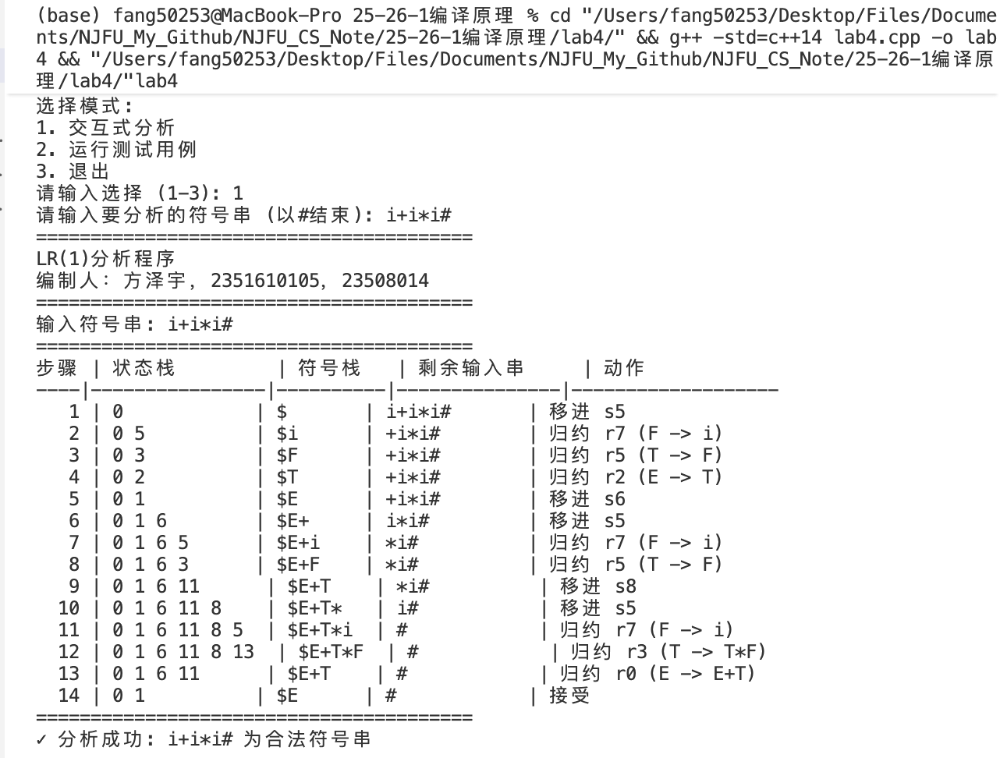 (base) fang50253@MacBook-Pro 25-26-1编译原理 % cd "/Users/fang50253/Desktop/Files/Docume
nts/NJFU_My_Github/NJFU_CS_Note/25-26-1编译原理/lab4/" && g++ -std=c++14 lab4.cpp -o lab
4 && "/Users/fang50253/Desktop/Files/Documents/NJFU_My_Github/NJFU_CS_Note/25-26-1编译原
理/lab4/"lab4
选择模式:
1. 交互式分析
2. 运行测试用例
3. 退出
请输入选择 (1-3): 1
请输入要分析的符号串 (以#结束): i+i*i#
========================================
LR(1)分析程序
编制人: 方泽宇, 2351610105, 23508014
========================================
输入符号串: i+i*i#
========================================
步骤 | 状态栈          | 符号栈    | 剩余输入串      | 动作
----|----------------|----------|---------------|-------------------
   1 | 0             | $        | i+i*i#        | 移进 s5
   2 | 0 5           | $i       | +i*i#         | 归约 r7 (F -> i)
   3 | 0 3           | $F       | +i*i#         | 归约 r5 (T -> F)
   4 | 0 2           | $T       | +i*i#         | 归约 r2 (E -> T)
   5 | 0 1           | $E       | +i*i#         | 移进 s6
   6 | 0 1 6         | $E+      | i*i#          | 移进 s5
   7 | 0 1 6 5       | $E+i     | *i#           | 归约 r7 (F -> i)
   8 | 0 1 6 3       | $E+F     | *i#           | 归约 r5 (T -> F)
   9 | 0 1 6 11       | $E+T     | *i#           | 移进 s8
  10 | 0 1 6 11 8     | $E+T*    | i#            | 移进 s5
  11 | 0 1 6 11 8 5   | $E+T*i   | #             | 归约 r7 (F -> i)
  12 | 0 1 6 11 8 13   | $E+T*F   | #             | 归约 r3 (T -> T*F)
  13 | 0 1 6 11       | $E+T     | #             | 归约 r0 (E -> E+T)
  14 | 0 1           | $E       | #             | 接受
========================================
✓ 分析成功: i+i*i# 为合法符号串